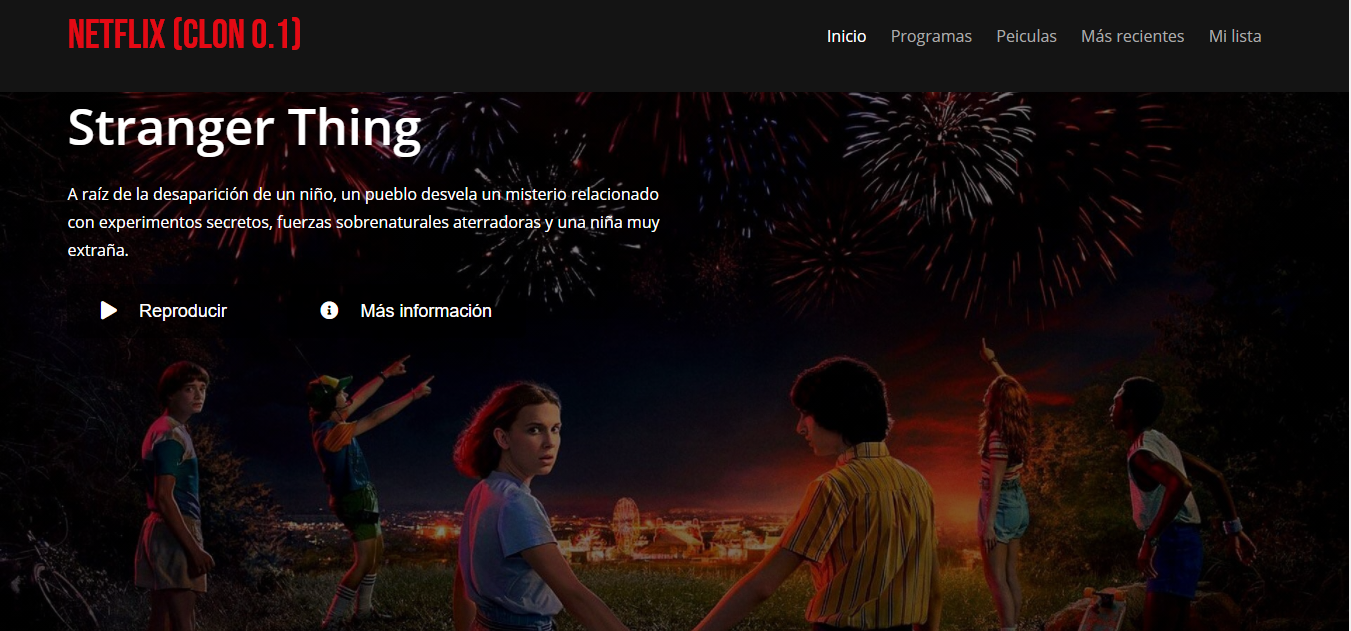 NETFLIX (CLON 0.1)
Inicio Programas Peiculas Más recientes Mi lista
Stranger Thing
A raíz de la desaparición de un niño, un pueblo desvela un misterio relacionado
con experimentos secretos, fuerzas sobrenaturales aterradoras y una niña muy
extraña.
Reproducir Más información